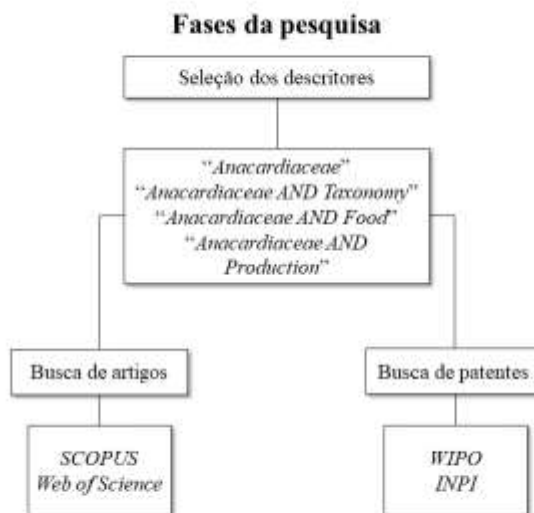 Fases da pesquisa
Seleção dos descritores
“Anacardiaceae”
“Anacardiaceae AND Taxonomy”
“Anacardiaceae AND Food”
“Anacardiaceae AND
Production”
Busca de artigos
Busca de patentes
SCOPUS
Web of Science
WIPO
INPI